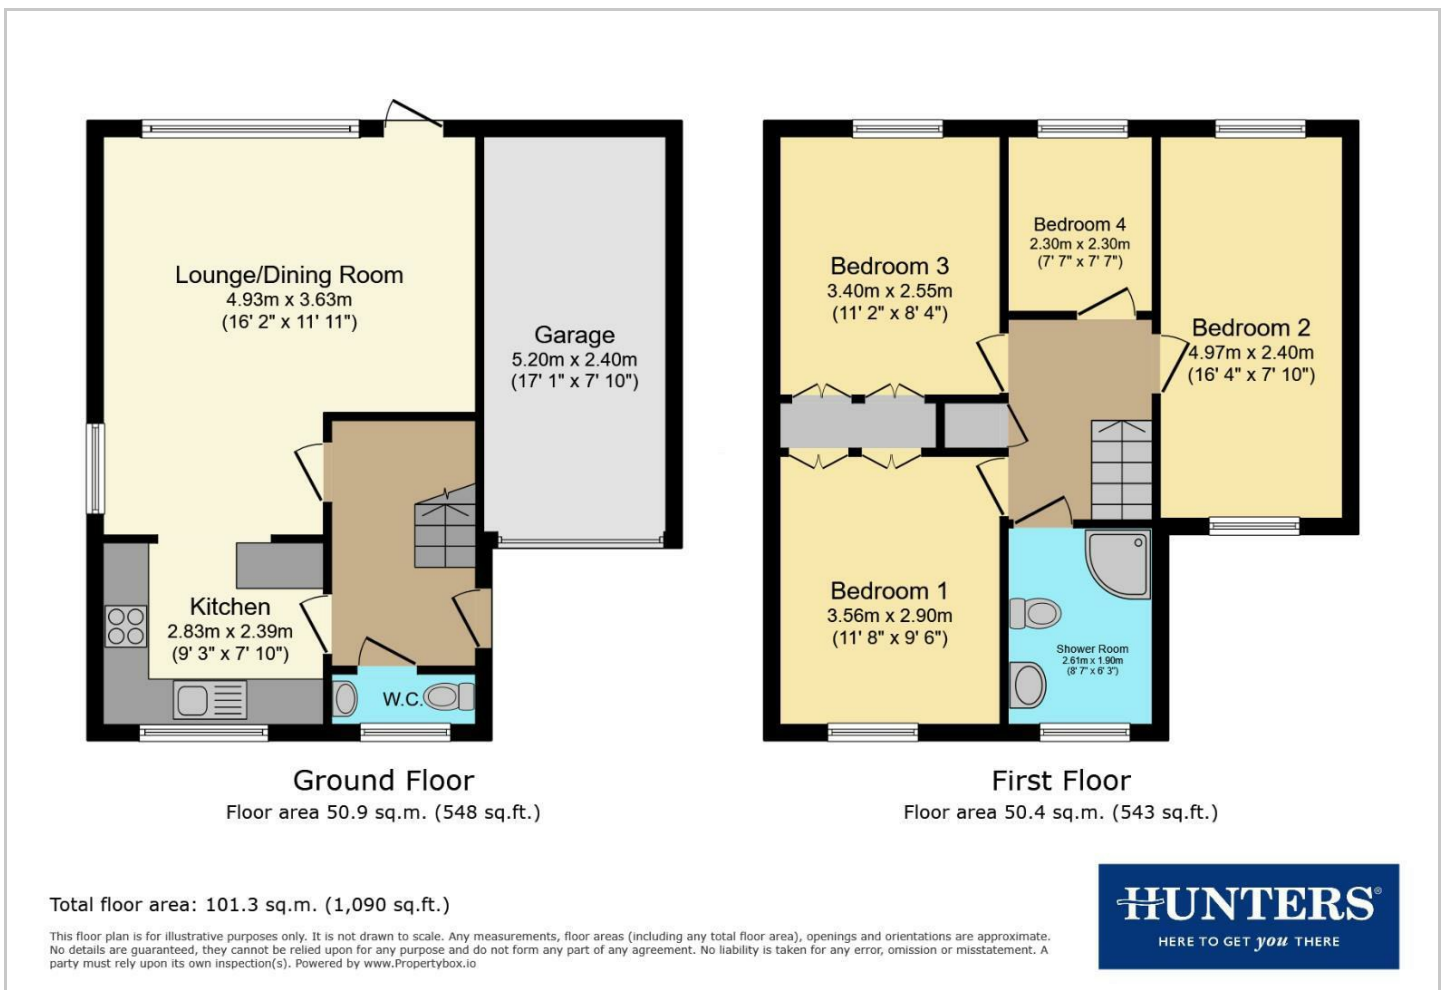 Lounge/Dining Room
4.93m x 3.63m
(16' 2" x 11' 11")
Garage
5.20m x 2.40m
(17' 1" x 7' 10")
Kitchen
2.83m x 2.39m
(9' 3" x 7' 10")
W.C.
Ground Floor
Floor area 50.9 sq.m. (548 sq.ft.)
Bedroom 3
3.40m x 2.55m
(11' 2" x 8' 4")
Bedroom 4
2.30m x 2.30m
(7' 7" x 7' 7")
Bedroom 2
4.97m x 2.40m
(16' 4" x 7' 10")
Bedroom 1
3.56m x 2.90m
(11' 8" x 9' 6")
Shower Room
2.61m x 1.90m
(8' 7" x 6' 3")
First Floor
Floor area 50.4 sq.m. (543 sq.ft.)
Total floor area: 101.3 sq.m. (1,090 sq.ft.)
This floor plan is for illustrative purposes only. It is not drawn to scale. Any measurements, floor areas (including any total floor area), openings and orientations are approximate.
No details are guaranteed, they cannot be relied upon for any purpose and do not form any part of any agreement. No liability is taken for any error, omission or misstatement. A
party must rely upon its own inspection(s). Powered by www.Propertybox.io
HUNTERS®
HERE TO GET you THERE